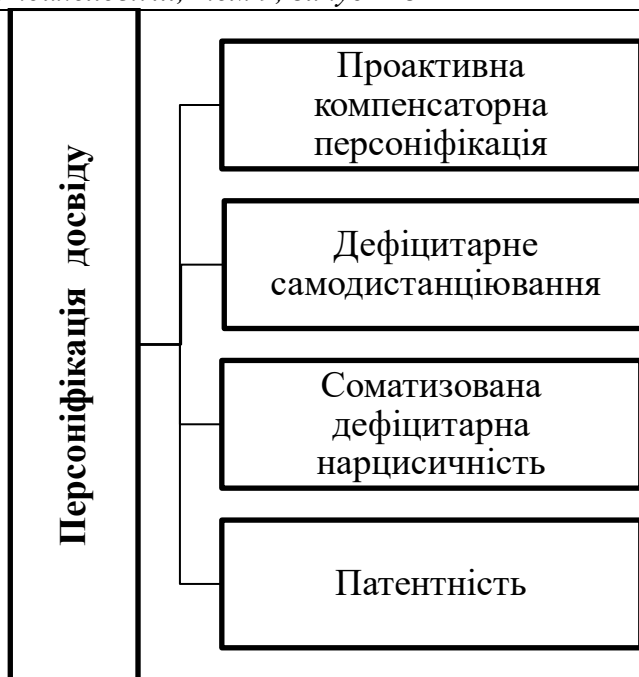 Персоніфікація досвіду
Проактивна
компенсаторна
персоніфікація
Дефіцитарне
самодистанціювання
Соматизована
дефіцитарна
нарцисичність
Патентність